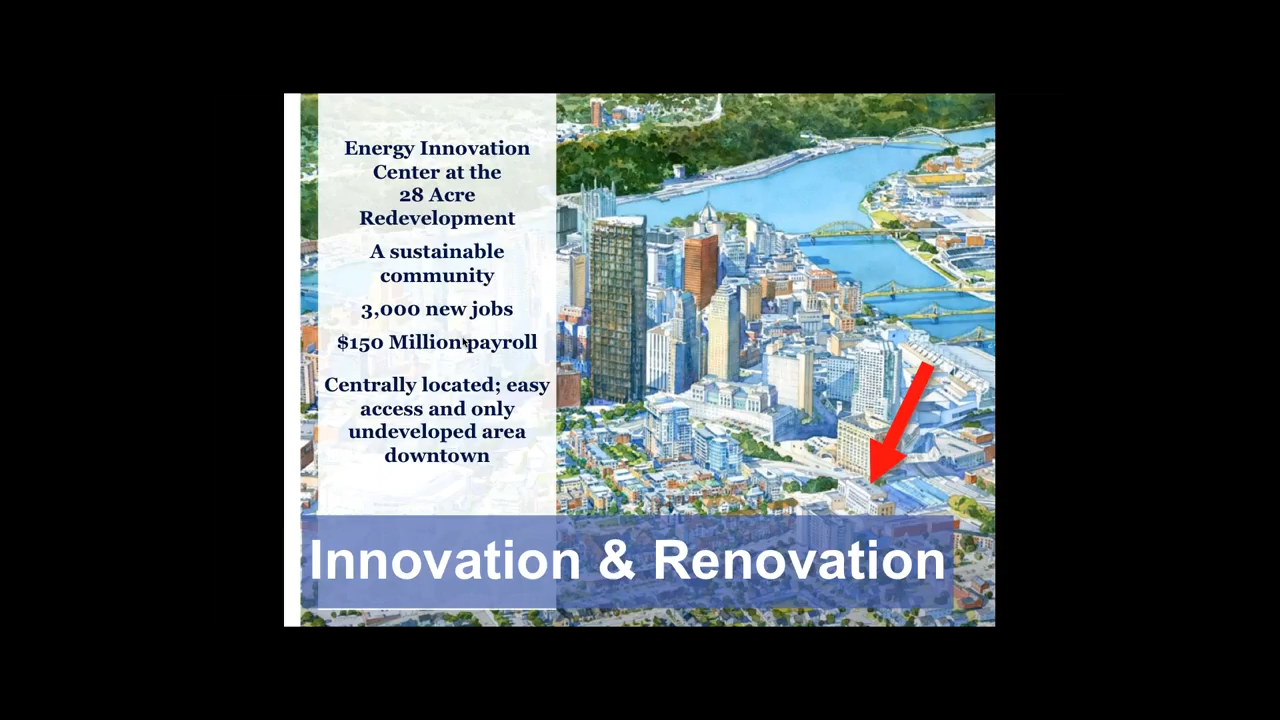 Energy Innovation
Center at the
28 Acre
Redevelopment
A sustainable
community
3,000 new jobs
$150 Million payroll
Centrally located; easy
access and only
undeveloped area
downtown
Innovation & Renovation